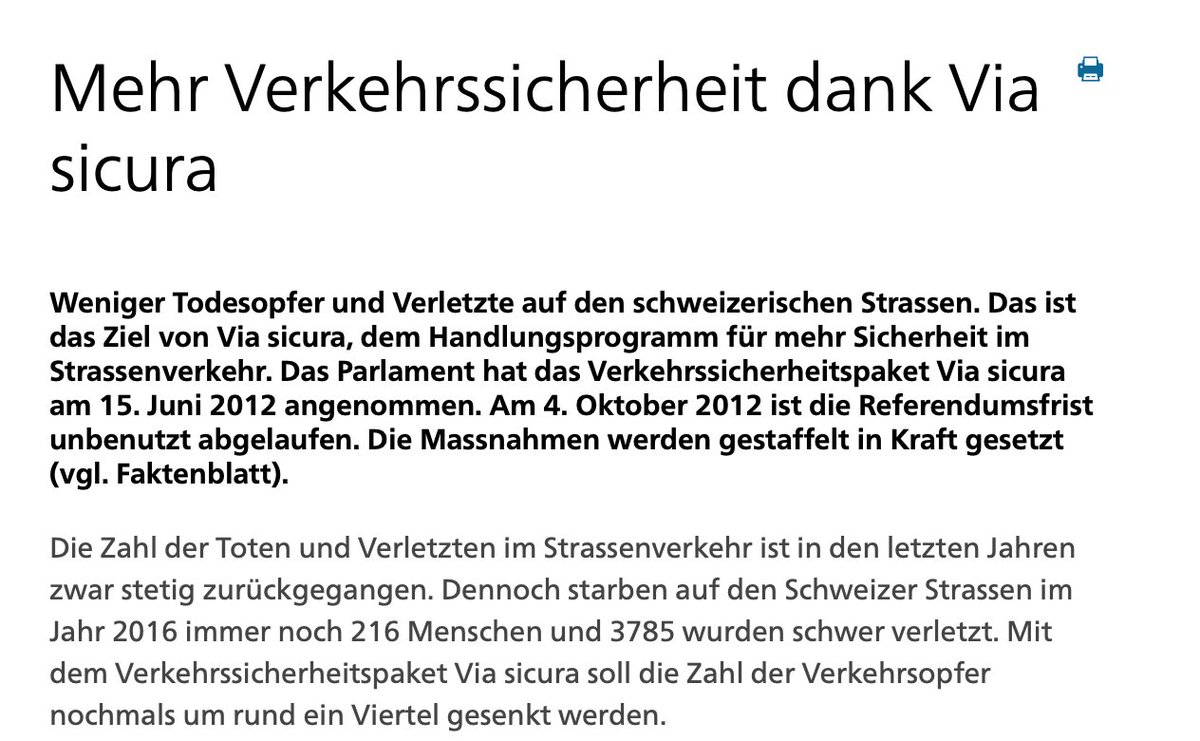 Mehr Verkehrssicherheit dank Via
sicura
Weniger Todesopfer und Verletzte auf den schweizerischen Strassen. Das ist
das Ziel von Via sicura, dem Handlungsprogramm für mehr Sicherheit im
Strassenverkehr. Das Parlament hat das Verkehrssicherheitspaket Via sicura
am 15. Juni 2012 angenommen. Am 4. Oktober 2012 ist die Referendumsfrist
unbenutzt abgelaufen. Die Massnahmen werden gestaffelt in Kraft gesetzt
(vgl. Faktenblatt).
Die Zahl der Toten und Verletzten im Strassenverkehr ist in den letzten Jahren
zwar stetig zurückgegangen. Dennoch starben auf den Schweizer Strassen im
Jahr 2016 immer noch 216 Menschen und 3785 wurden schwer verletzt. Mit
dem Verkehrssicherheitspaket Via sicura soll die Zahl der Verkehrsopfer
nochmals um rund ein Viertel gesenkt werden.